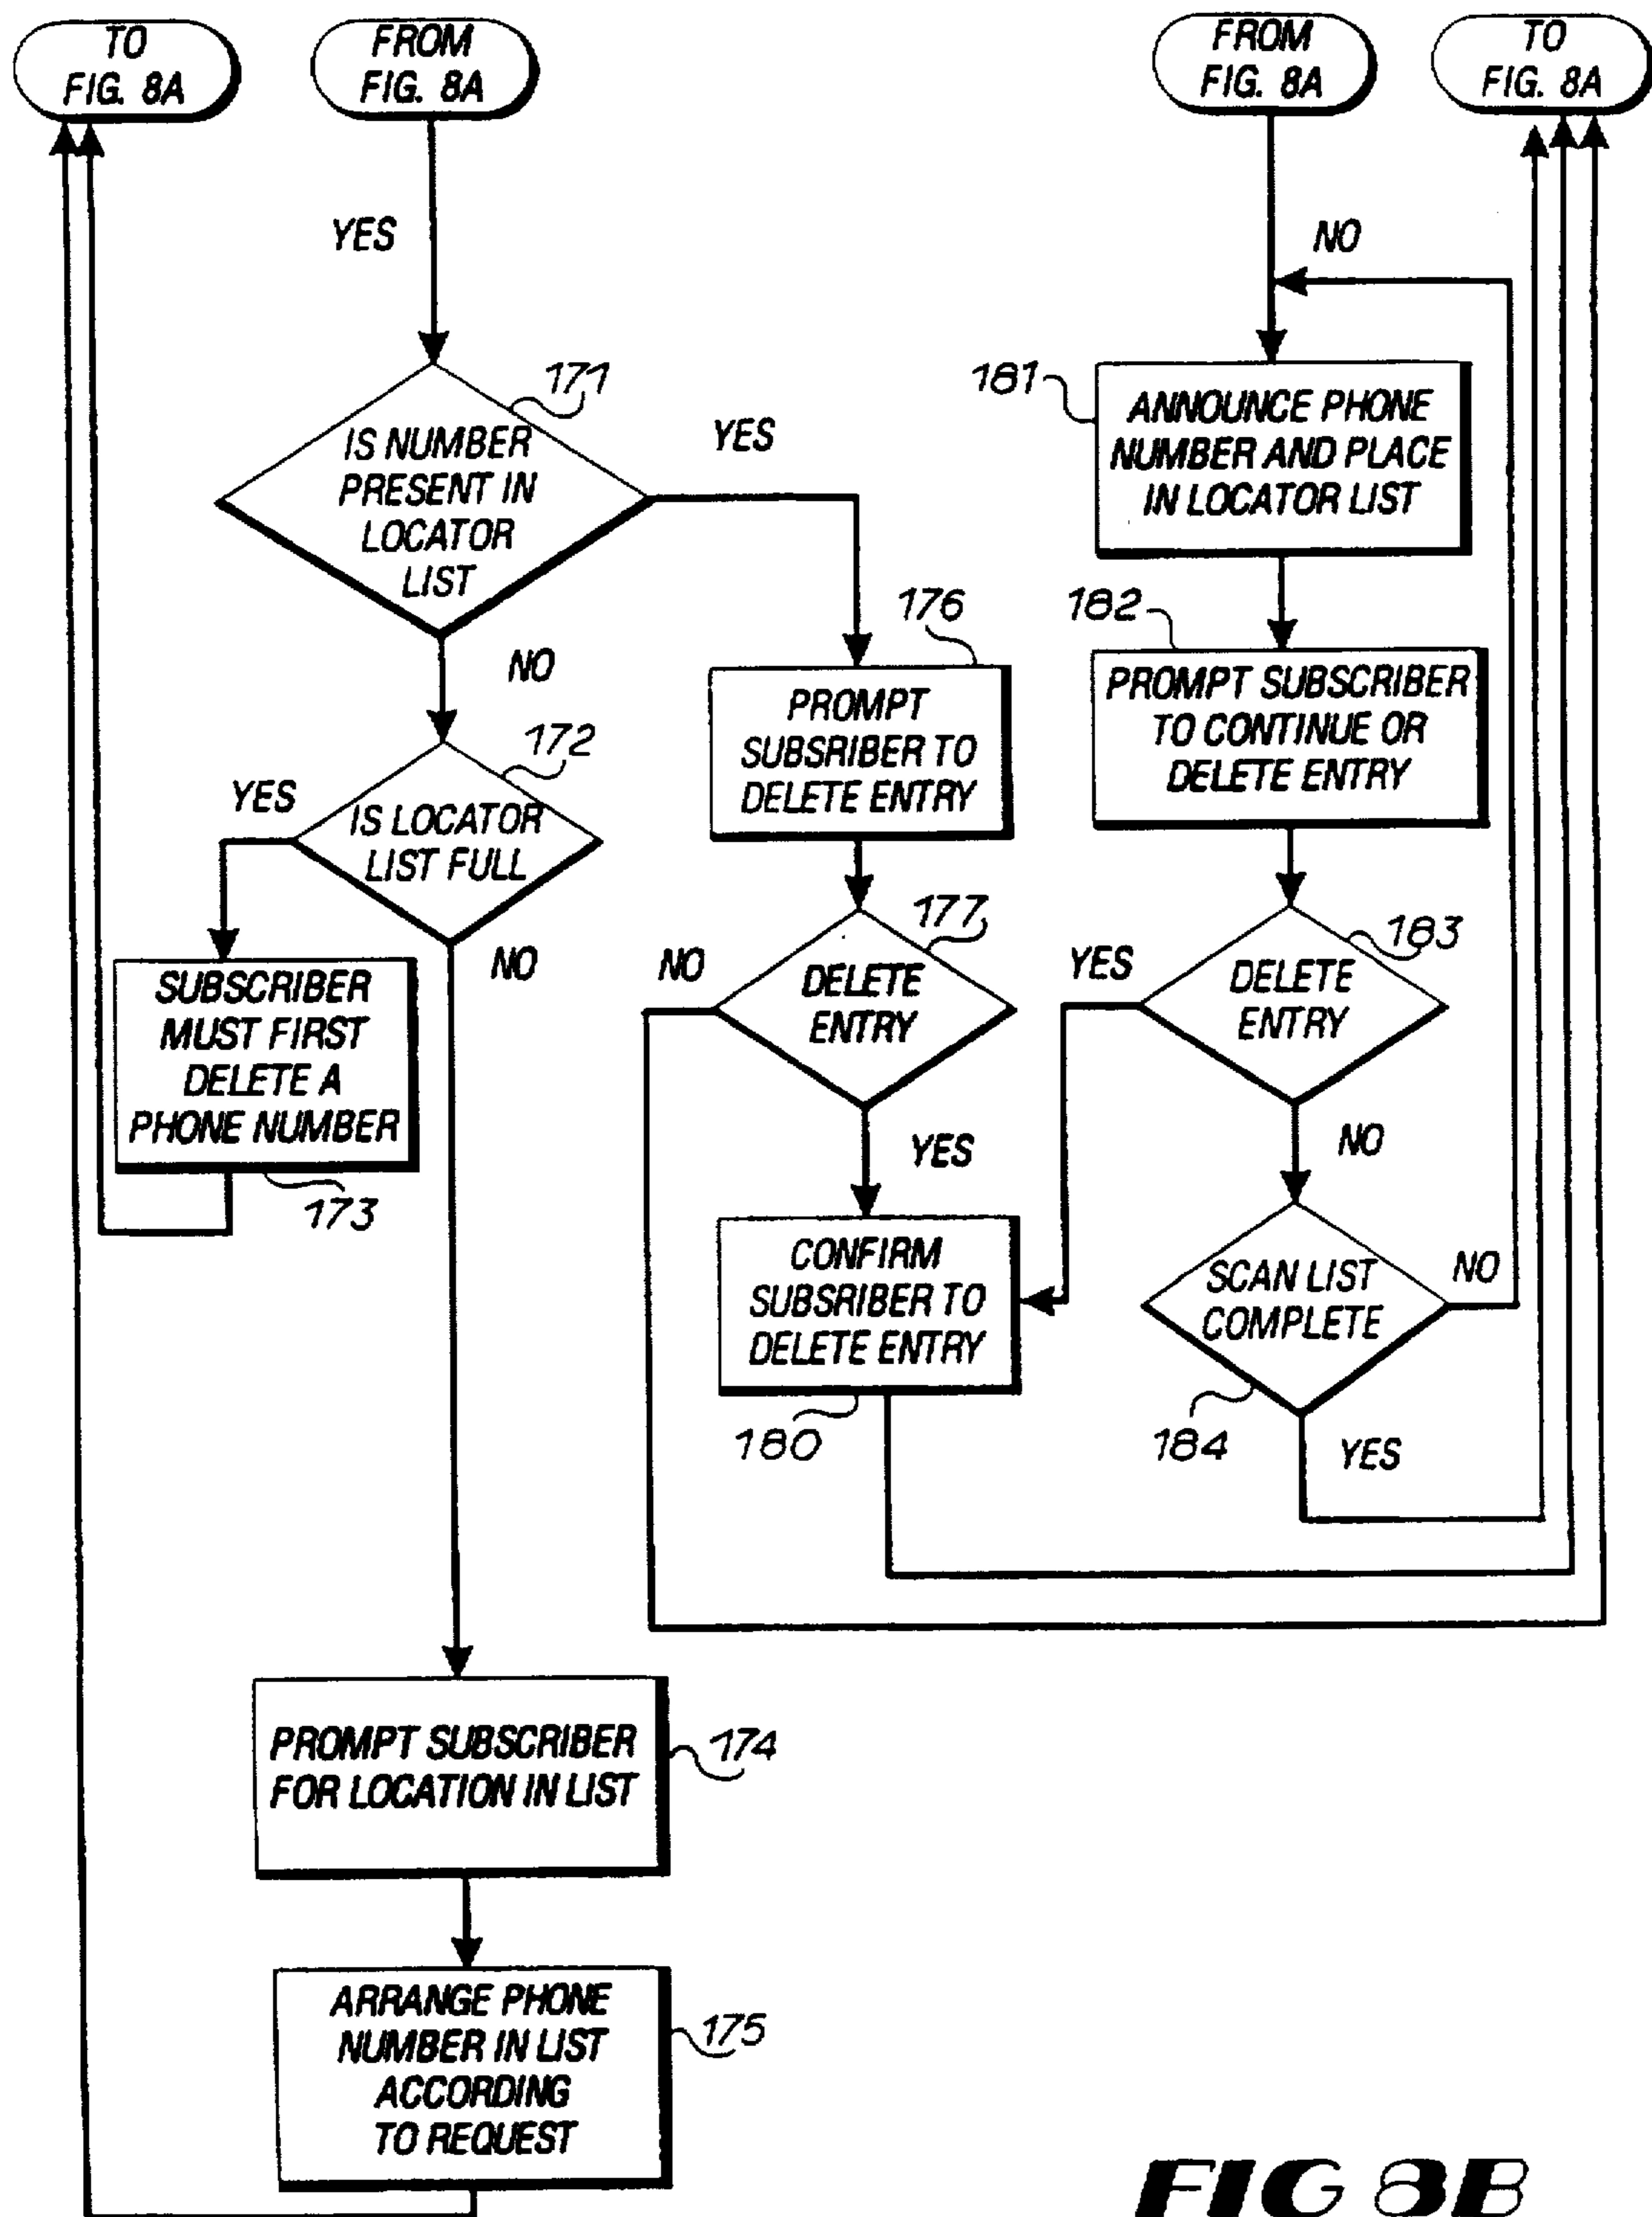 TO
FIG. 8A
FROM
FIG. 8A
FROM
FIG. 8A
TO
FIG. 8A
YES
NO
171
IS NUMBER
PRESENT IN
LOCATOR
LIST
YES
NO
181
ANNOUNCE PHONE
NUMBER AND PLACE
IN LOCATOR LIST
176
PROMPT
SUBSRIBER TO
DELETE ENTRY
182
PROMPT SUBSCRIBER
TO CONTINUE OR
DELETE ENTRY
172
YES
IS LOCATOR
LIST FULL
NO
SUBSCRIBER
MUST FIRST
DELETE A
PHONE NUMBER
173
177
NO
DELETE
ENTRY
YES
183
YES
DELETE
ENTRY
NO
CONFIRM
SUBSRIBER TO
DELETE ENTRY
180
SCAN LIST
COMPLETE
NO
184
YES
PROMPT SUBSCRIBER
FOR LOCATION IN LIST
174
ARRANGE PHONE
NUMBER IN LIST
ACCORDING
TO REQUEST
175
FIG 8B